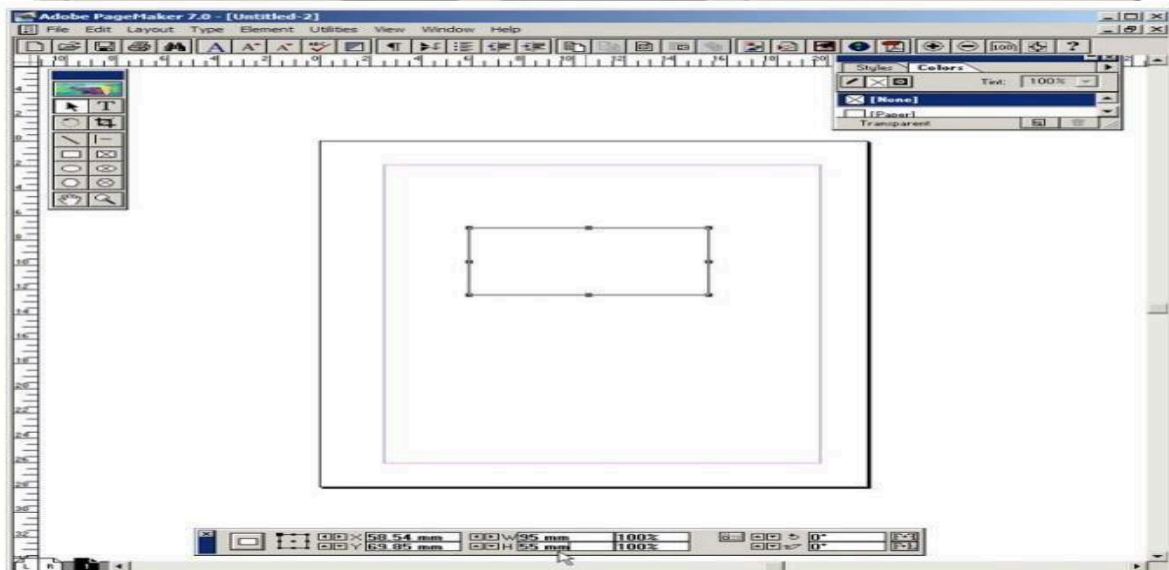 Adobe PageMaker 7.0 - [Untitled-2]
File Edit Layout Type Element Utilities View Window Help
Styles Colors
Tint: 100%
[None]
[Paper]
Transparent
X 58.54 mm W 95 mm 100% 0°
Y 69.85 mm H 55 mm 100% 0°
L R 1